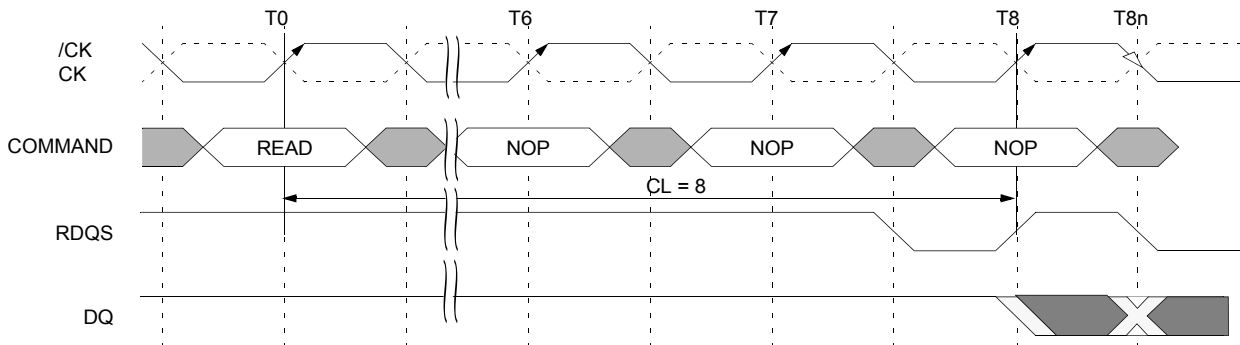 T0 T6 T7 T8 T8n
/CK
CK
COMMAND READ NOP NOP NOP
CL = 8
RDQS
DQ